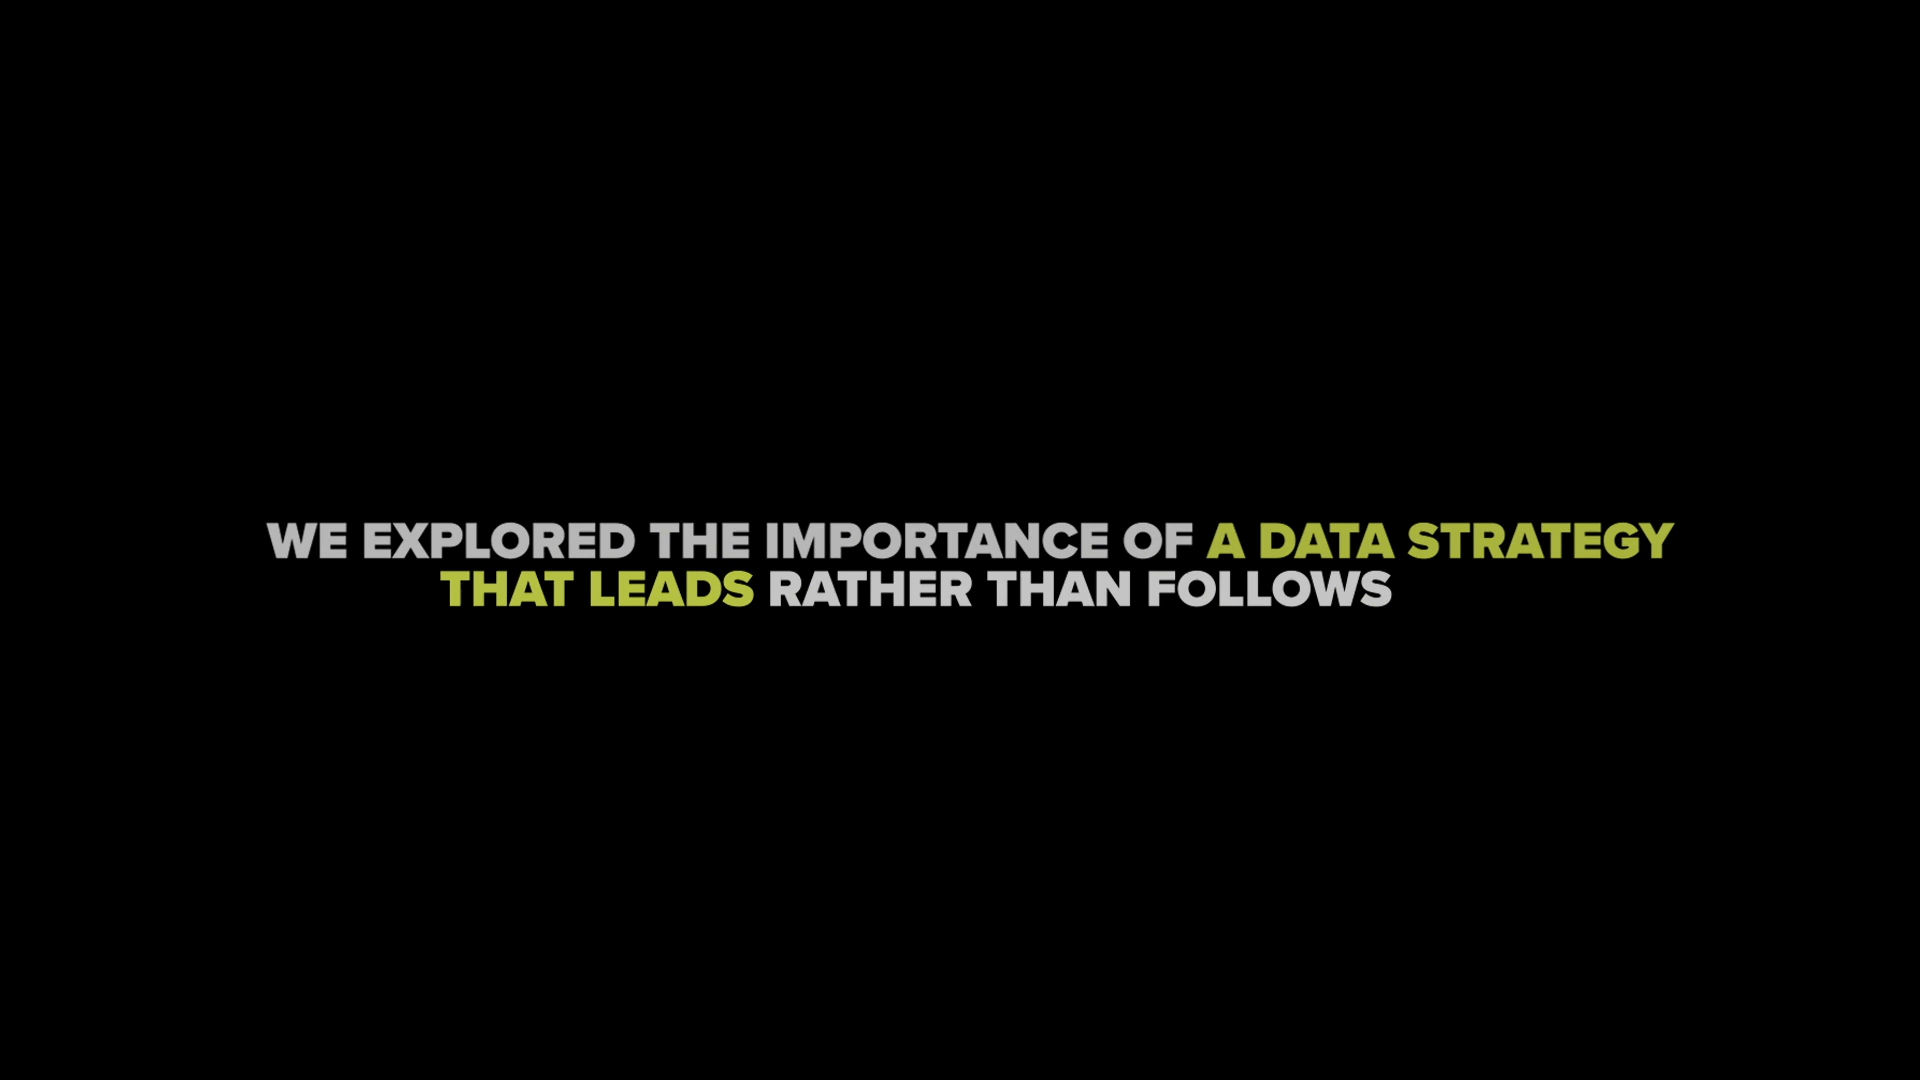 WE EXPLORED THE IMPORTANCE OF A DATA STRATEGY
THAT LEADS RATHER THAN FOLLOWS